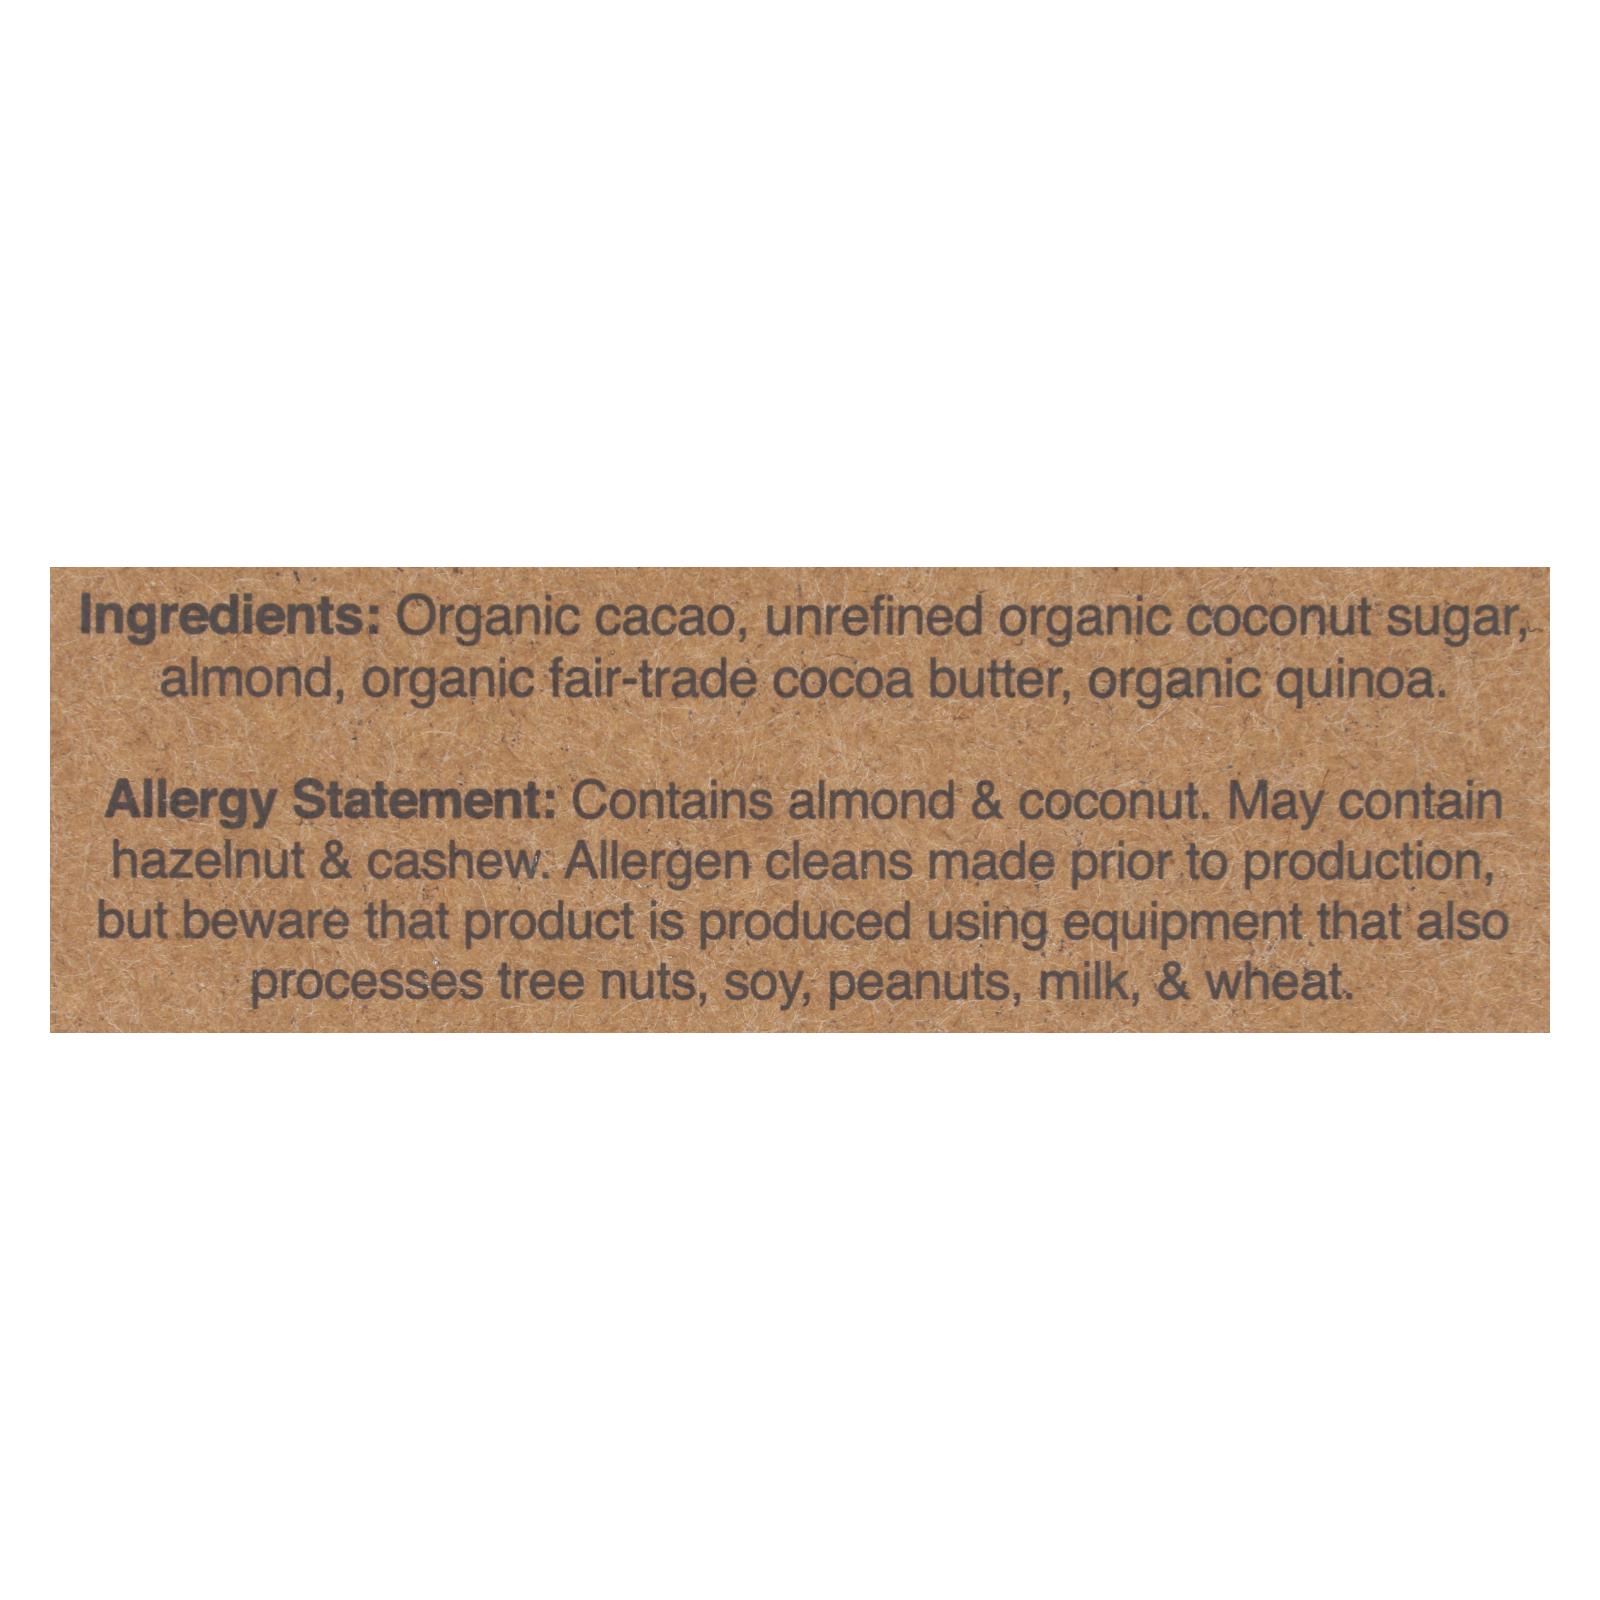 Ingredients: Organic cacao, unrefined organic coconut sugar,
almond, organic fair-trade cocoa butter, organic quinoa.
Allergy Statement: Contains almond & coconut. May contain
hazelnut & cashew. Allergen cleans made prior to production,
but beware that product is produced using equipment that also
processes tree nuts, soy, peanuts, milk, & wheat.